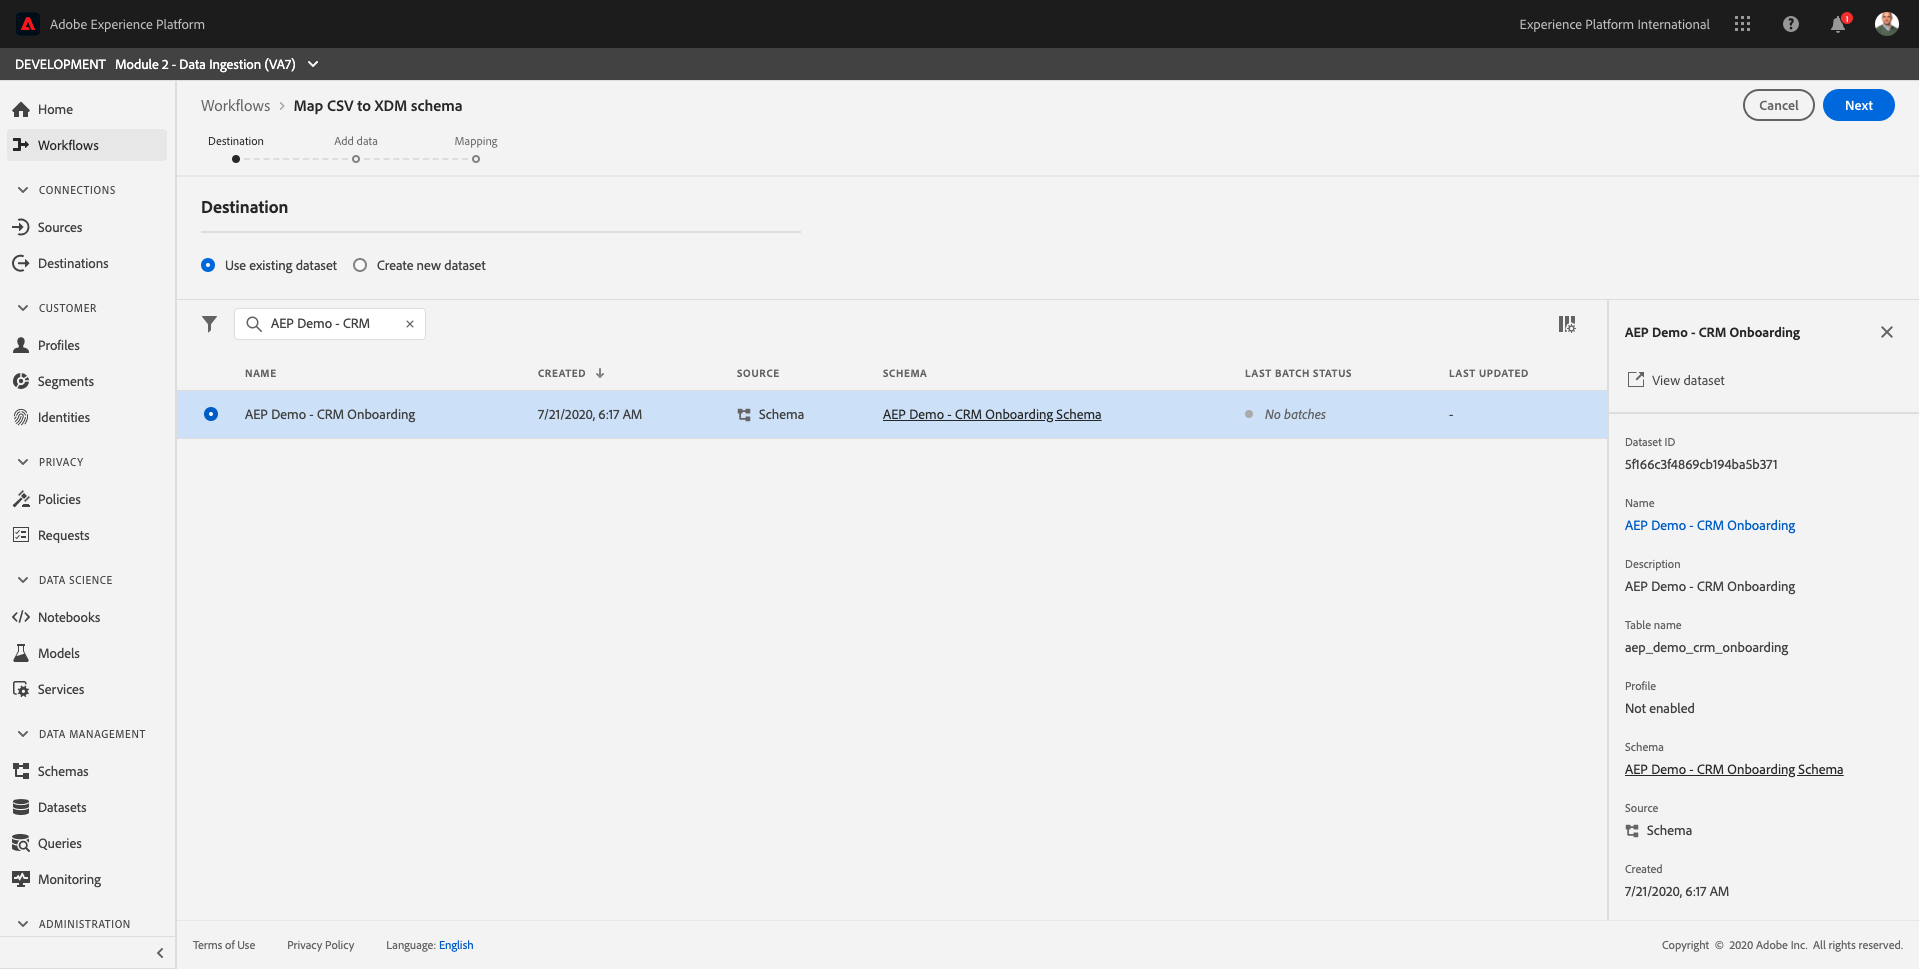 Adobe Experience Platform
Experience Platform International
1
DEVELOPMENT Module 2 - Data Ingestion (VA7)
Home
Workflows
CONNECTIONS
Sources
Destinations
CUSTOMER
Profiles
Segments
Identities
PRIVACY
Policies
Requests
DATA SCIENCE
Notebooks
Models
Services
DATA MANAGEMENT
Schemas
Datasets
Queries
Monitoring
ADMINISTRATION
Workflows > Map CSV to XDM schema
Cancel
Next
Destination Add data Mapping
Destination
Use existing dataset Create new dataset
AEP Demo - CRM
NAME CREATED SOURCE SCHEMA LAST BATCH STATUS LAST UPDATED
AEP Demo - CRM Onboarding 7/21/2020, 6:17 AM Schema AEP Demo - CRM Onboarding Schema No batches -
AEP Demo - CRM Onboarding
View dataset
Dataset ID
5f166c3f4869cb194ba5b371
Name
AEP Demo - CRM Onboarding
Description
AEP Demo - CRM Onboarding
Table name
aep_demo_crm_onboarding
Profile
Not enabled
Schema
AEP Demo - CRM Onboarding Schema
Source
Schema
Created
7/21/2020, 6:17 AM
Terms of Use Privacy Policy Language: English
Copyright © 2020 Adobe Inc. All rights reserved.